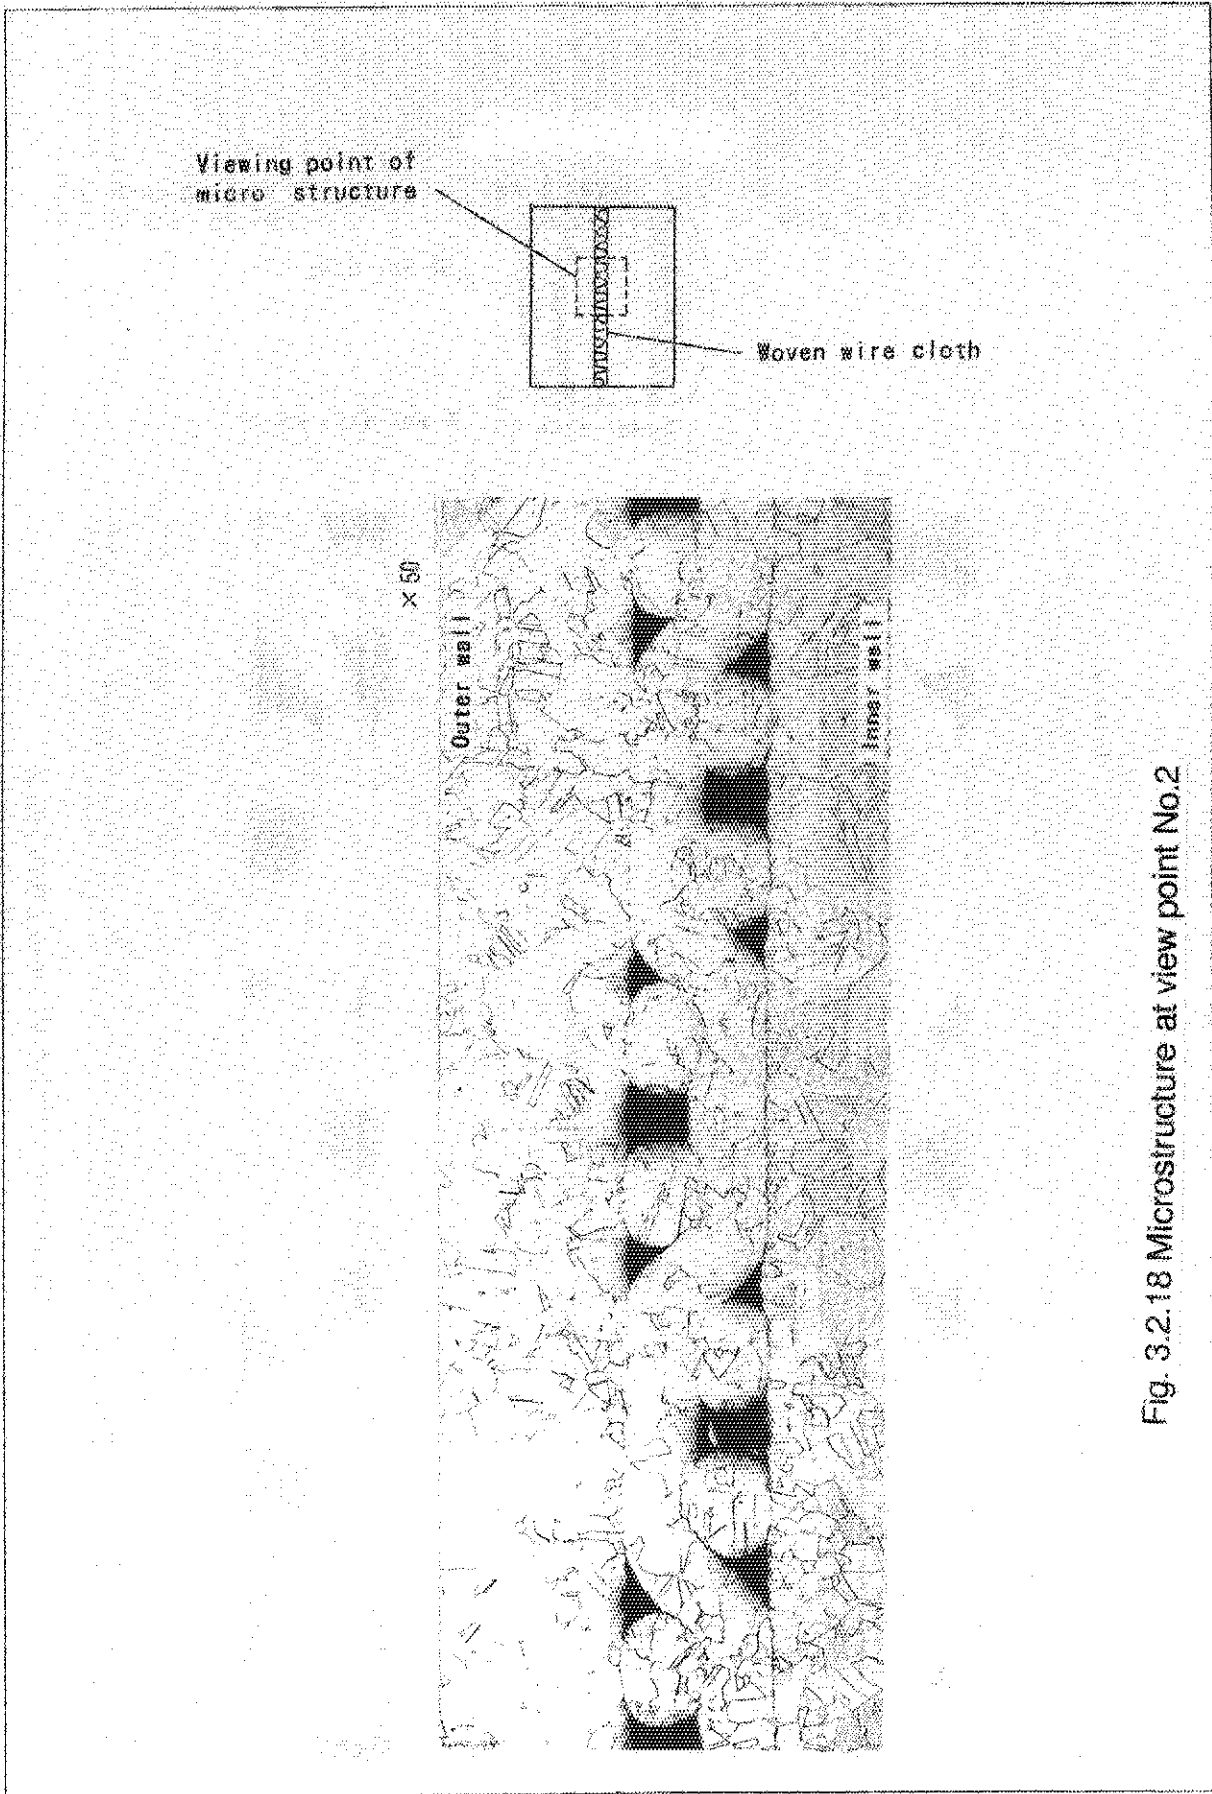 Viewing point of
micro structure
Woven wire cloth
× 50
Outer wall
Inner wall
Fig. 3.2.18 Microstructure at view point No.2